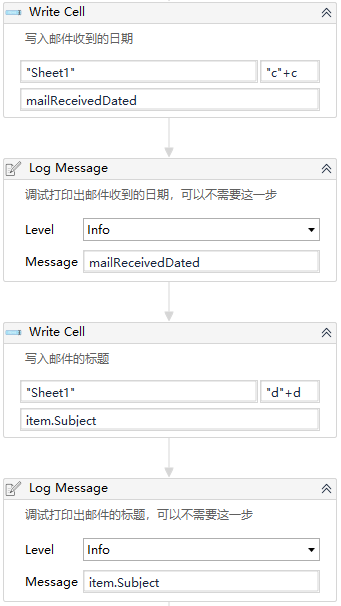 Write Cell
写入邮件收到的日期
"Sheet1" "c"+c
mailReceivedDated
Log Message
调试打印出邮件收到的日期，可以不需要这一步
Level Info
Message mailReceivedDated
Write Cell
写入邮件的标题
"Sheet1" "d"+d
item.Subject
Log Message
调试打印出邮件的标题，可以不需要这一步
Level Info
Message item.Subject